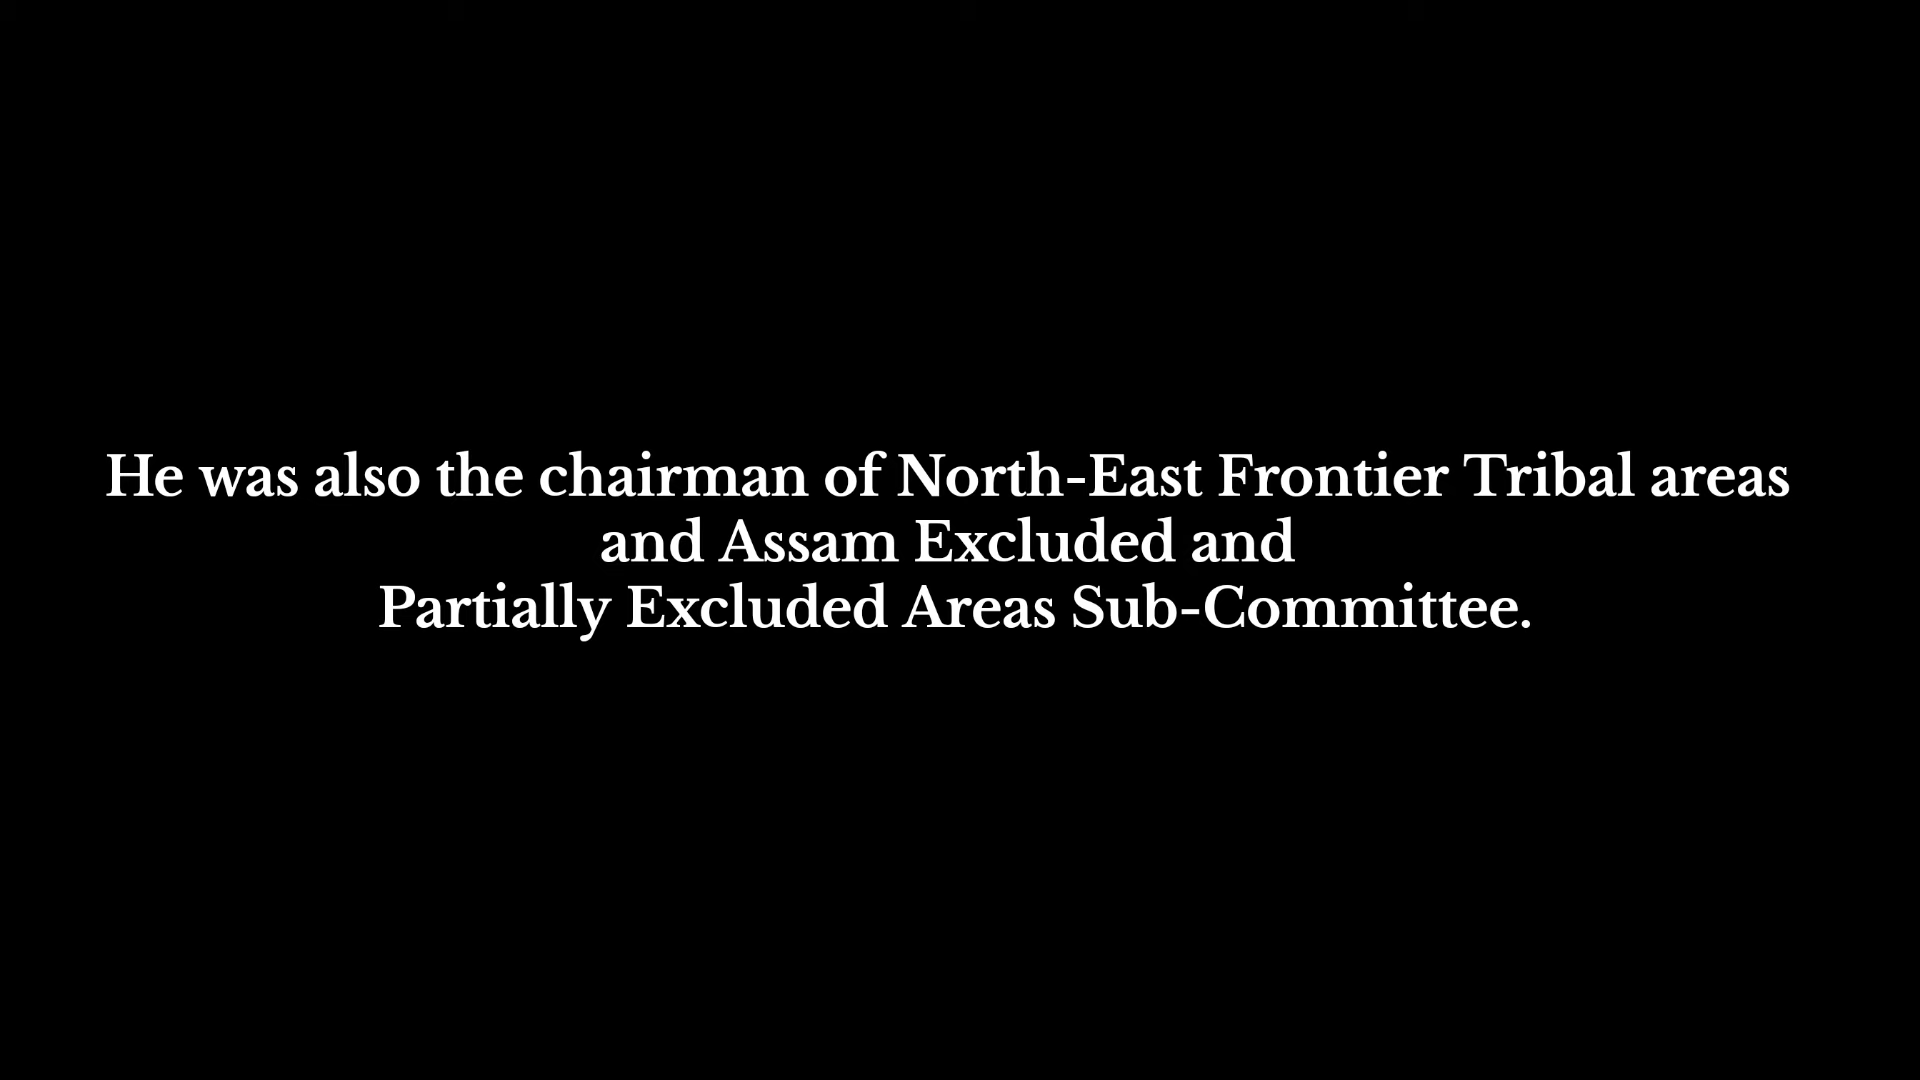 He was also the chairman of North-East Frontier Tribal areas
and Assam Excluded and
Partially Excluded Areas Sub-Committee.